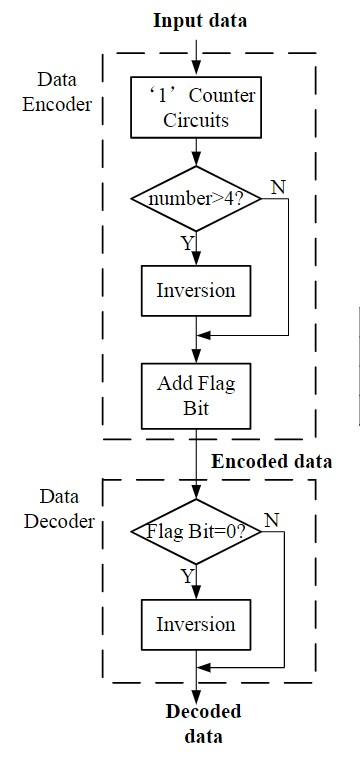 Input data
Data
Encoder
‘1’ Counter
Circuits
number>4?
N
Y
Inversion
Add Flag
Bit
Encoded data
Data
Decoder
Flag Bit=0?
N
Y
Inversion
Decoded
data